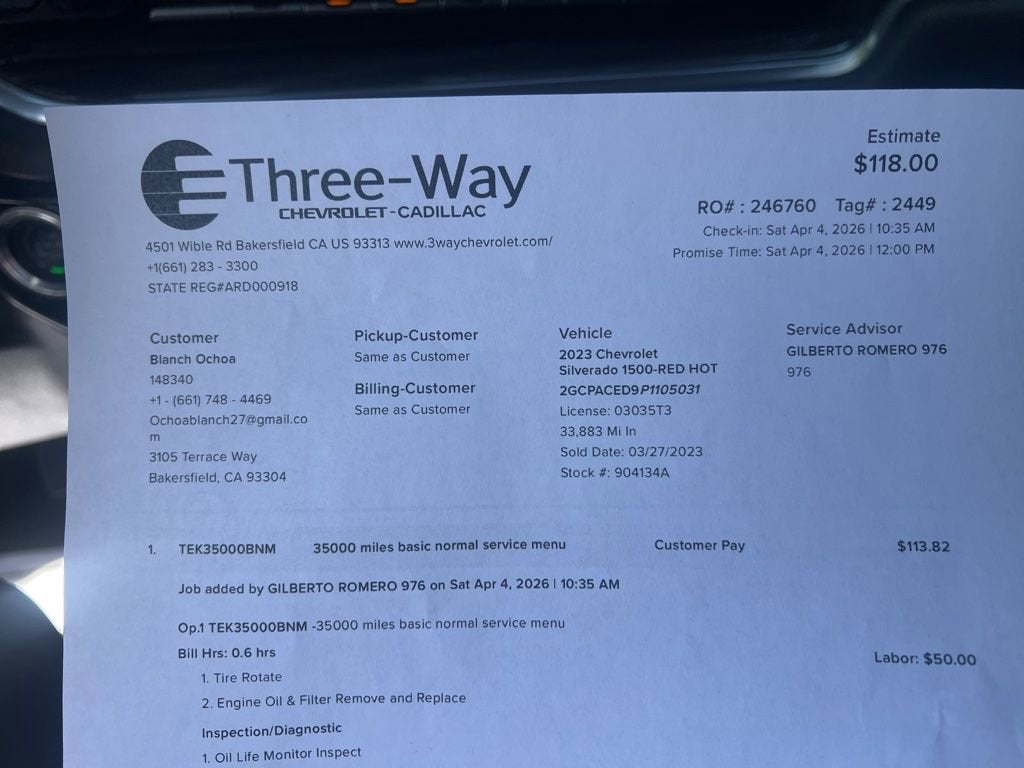 Three-Way
CHEVROLET-CADILLAC
4501 Wible Rd Bakersfield CA US 93313 www.3waychevrolet.com/
+1(661) 283 - 3300
STATE REG#ARD000918
Estimate
$118.00
RO# : 246760 Tag# : 2449
Check-in: Sat Apr 4, 2026 | 10:35 AM
Promise Time: Sat Apr 4, 2026 | 12:00 PM
Customer
Blanch Ochoa
148340
+1 - (661) 748 - 4469
Ochoablanch27@gmail.co
m
3105 Terrace Way
Bakersfield, CA 93304
Pickup-Customer
Same as Customer
Billing-Customer
Same as Customer
Vehicle
2023 Chevrolet
Silverado 1500-RED HOT
2GCPACED9P1105031
License: 03035T3
33,883 Mi In
Sold Date: 03/27/2023
Stock #: 904134A
Service Advisor
GILBERTO ROMERO 976
976
1. TEK35000BNM 35000 miles basic normal service menu Customer Pay $113.82
Job added by GILBERTO ROMERO 976 on Sat Apr 4, 2026 | 10:35 AM
Op.1 TEK35000BNM -35000 miles basic normal service menu
Bill Hrs: 0.6 hrs Labor: $50.00
1. Tire Rotate
2. Engine Oil & Filter Remove and Replace
Inspection/Diagnostic
1. Oil Life Monitor Inspect